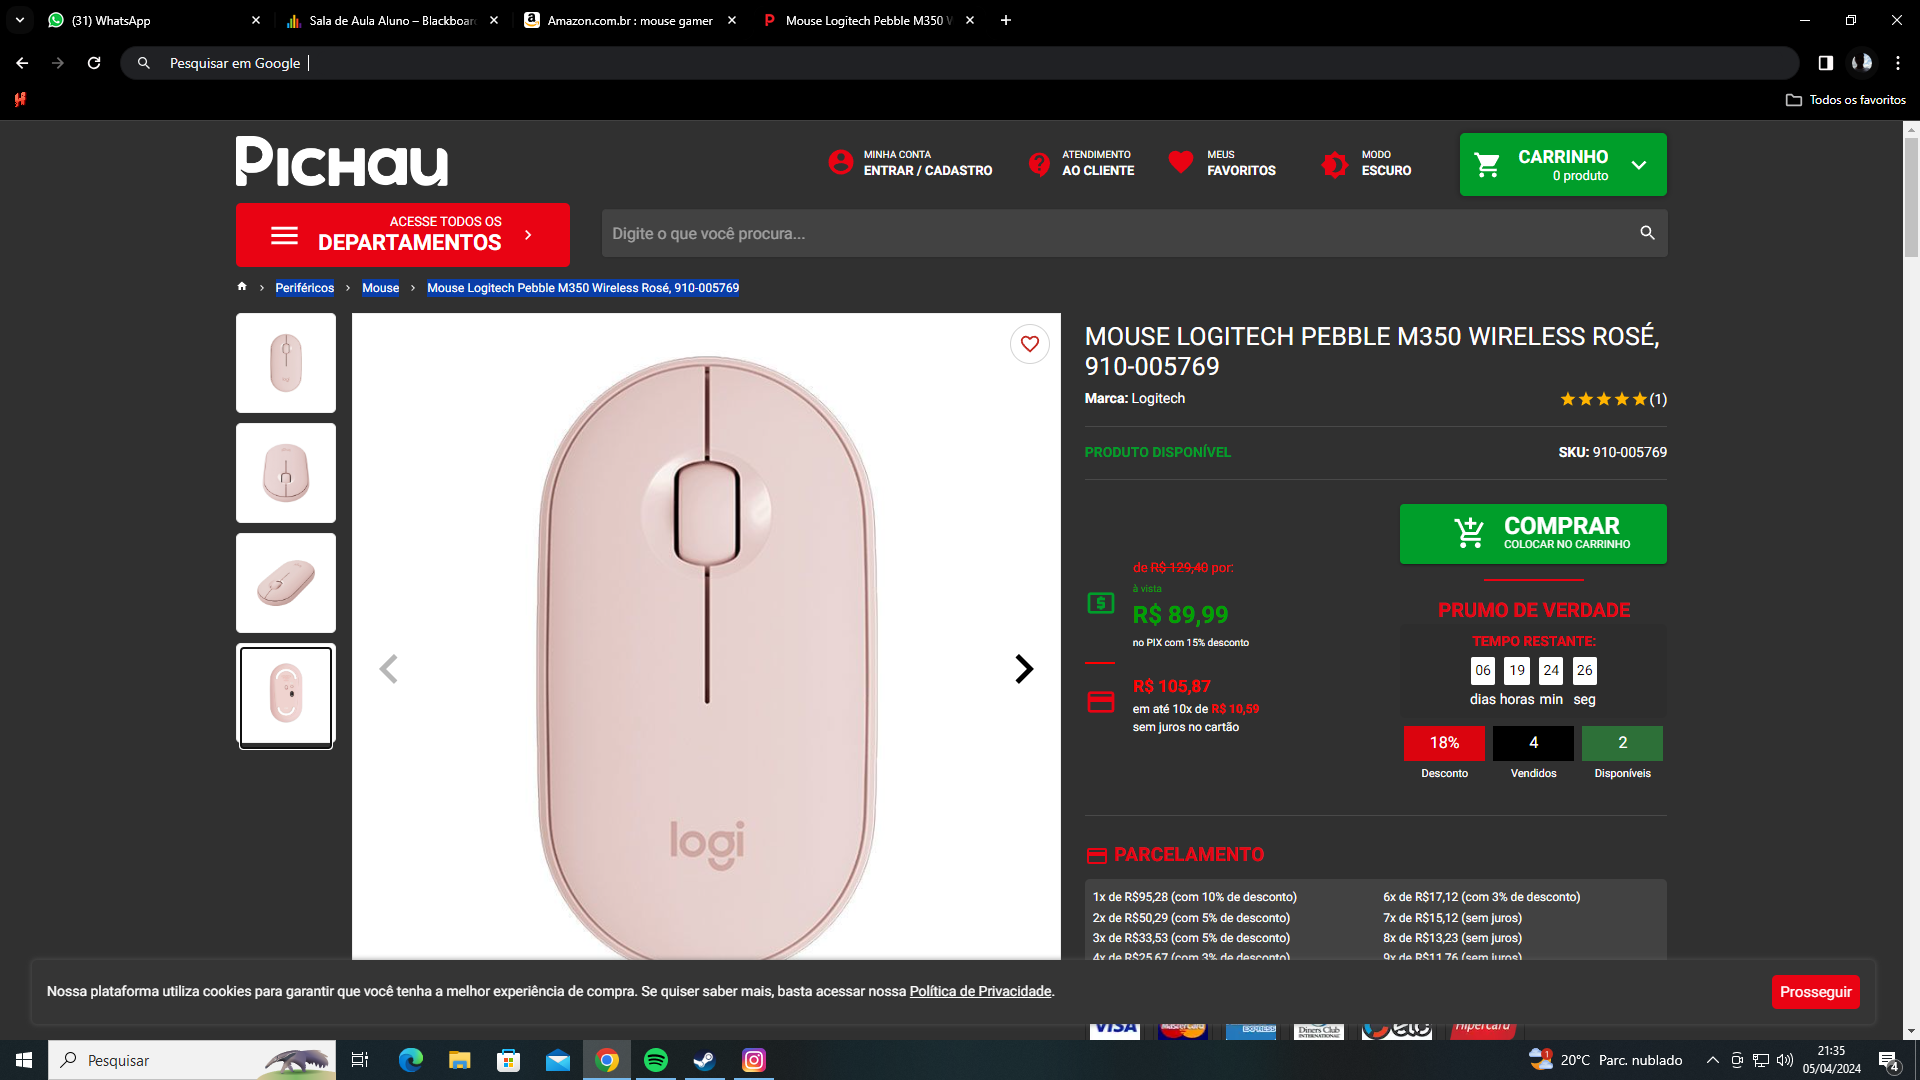 (31) WhatsApp
Sala de Aula Aluno – Blackboar
Amazon.com.br : mouse gamer
Mouse Logitech Pebble M350 W
Pesquisar em Google
Todos os favoritos
PICHAU
MINHA CONTA
ENTRAR / CADASTRO
ATENDIMENTO
AO CLIENTE
MEUS
FAVORITOS
MODO
ESCURO
CARRINHO
0 produto
ACESSE TODOS OS
DEPARTAMENTOS
Digite o que você procura...
Periféricos > Mouse > Mouse Logitech Pebble M350 Wireless Rosé, 910-005769
logi
MOUSE LOGITECH PEBBLE M350 WIRELESS ROSÉ,
910-005769
Marca: Logitech
(1)
PRODUTO DISPONÍVEL
SKU: 910-005769
COMPRAR
COLOCAR NO CARRINHO
de R$ 129,40 por:
à vista
R$ 89,99
no PIX com 15% desconto
R$ 105,87
em até 10x de R$ 10,59
sem juros no cartão
PRUMO DE VERDADE
TEMPO RESTANTE:
06 19 24 26
dias horas min seg
18% 4 2
Desconto Vendidos Disponíveis
PARCELAMENTO
1x de R$95,28 (com 10% de desconto)
2x de R$50,29 (com 5% de desconto)
3x de R$33,53 (com 5% de desconto)
4x de R$25,67 (com 3% de desconto)
6x de R$17,12 (com 3% de desconto)
7x de R$15,12 (sem juros)
8x de R$13,23 (sem juros)
9x de R$11,76 (sem juros)
Nossa plataforma utiliza cookies para garantir que você tenha a melhor experiência de compra. Se quiser saber mais, basta acessar nossa Política de Privacidade.
Prosseguir
VISA
MasterCard
EXPRESS
Diners Club
INTERNATIONAL
elo
Hipercard
Pesquisar
20°C Parc. nublado
21:35
05/04/2024
4